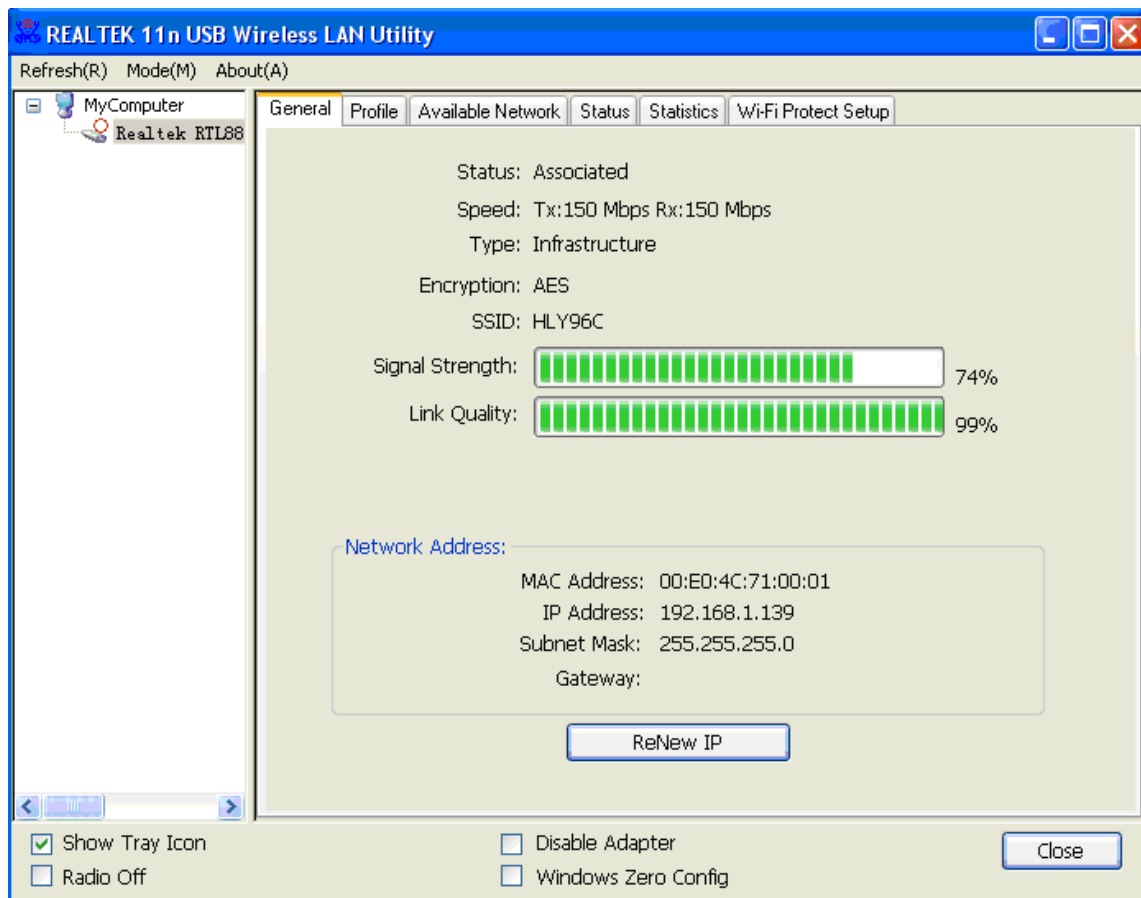 REALTEK 11n USB Wireless LAN Utility
Refresh(R) Mode(M) About(A)
MyComputer
Realtek RTL88
General Profile Available Network Status Statistics Wi-Fi Protect Setup
Status: Associated
Speed: Tx:150 Mbps Rx:150 Mbps
Type: Infrastructure
Encryption: AES
SSID: HLY96C
Signal Strength: 74%
Link Quality: 99%
Network Address:
MAC Address: 00:E0:4C:71:00:01
IP Address: 192.168.1.139
Subnet Mask: 255.255.255.0
Gateway:
ReNew IP
Show Tray Icon Disable Adapter
Radio Off Windows Zero Config
Close